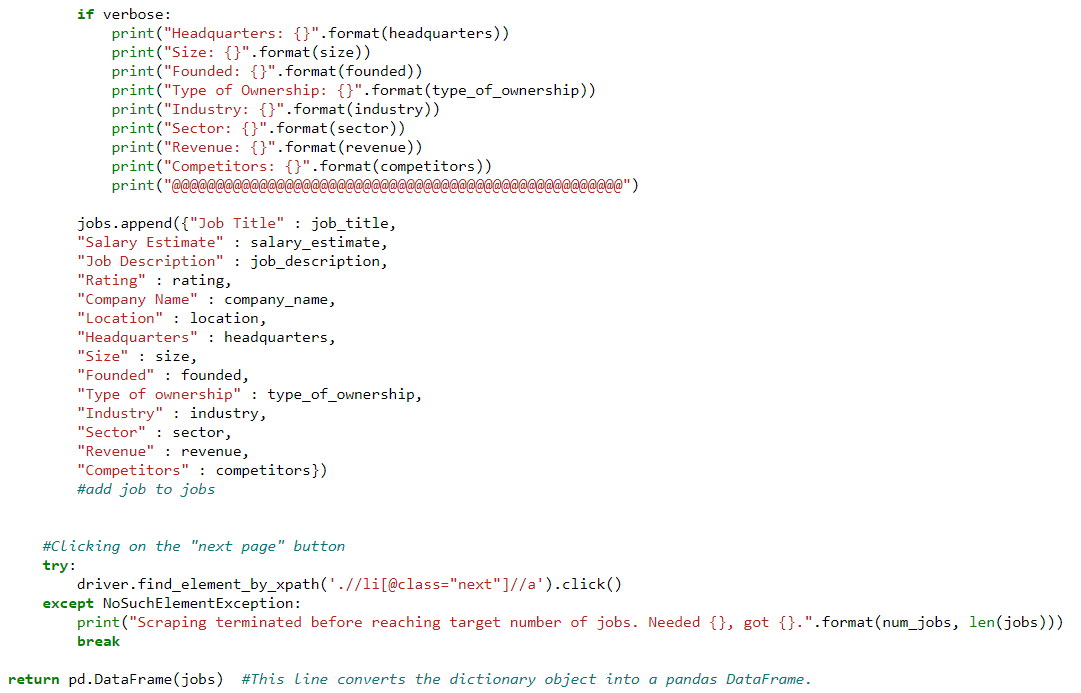 if verbose:
print("Headquarters: {}".format(headquarters))
print("Size: {}".format(size))
print("Founded: {}".format(founded))
print("Type of Ownership: {}".format(type_of_ownership))
print("Industry: {}".format(industry))
print("Sector: {}".format(sector))
print("Revenue: {}".format(revenue))
print("Competitors: {}".format(competitors))
print("@@@@@@@@@@@@@@@@@@@@@@@@@@@@@@@@@@@@@@@@@@@@@@@@@@@@")
jobs.append({"Job Title" : job_title,
"Salary Estimate" : salary_estimate,
"Job Description" : job_description,
"Rating" : rating,
"Company Name" : company_name,
"Location" : location,
"Headquarters" : headquarters,
"Size" : size,
"Founded" : founded,
"Type of ownership" : type_of_ownership,
"Industry" : industry,
"Sector" : sector,
"Revenue" : revenue,
"Competitors" : competitors})
#add job to jobs
#Clicking on the "next page" button
try:
driver.find_element_by_xpath('.//li[@class="next"]//a').click()
except NoSuchElementException:
print("Scraping terminated before reaching target number of jobs. Needed {}, got {}.".format(num_jobs, len(jobs)))
break
return pd.DataFrame(jobs)  #This line converts the dictionary object into a pandas DataFrame.